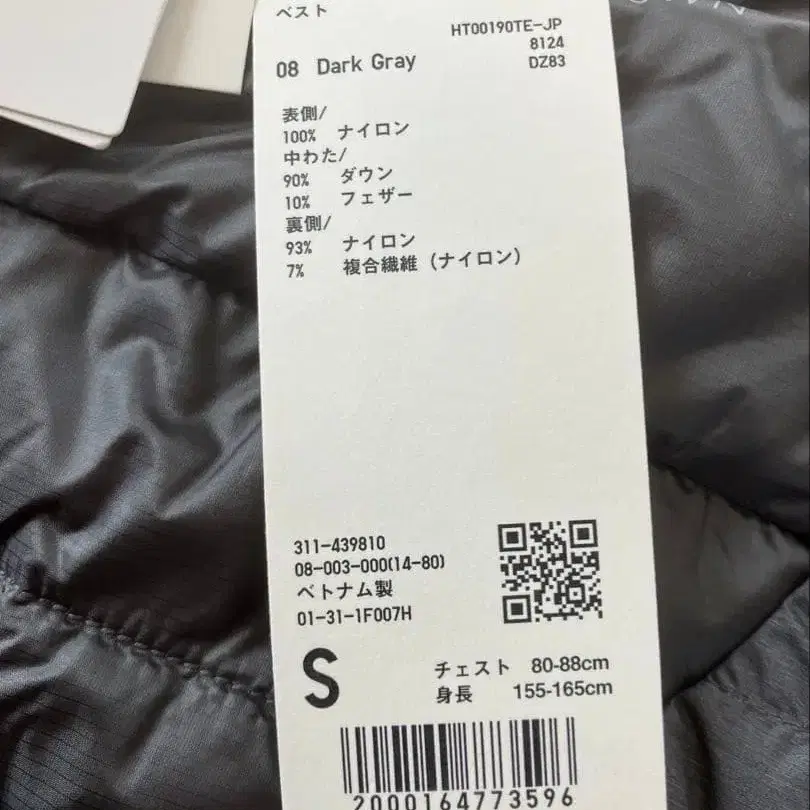 ベスト
HT00190TE-JP
8124
08 Dark Gray
DZ83
表側/
100% ナイロン
中わた/
90% ダウン
10% フェザー
裏側/
93% ナイロン
7% 複合繊維 (ナイロン)
311-439810
08-003-000(14-80)
ベトナム製
01-31-1F007H
S
チェスト 80-88cm
身長 155-165cm
2000164773596